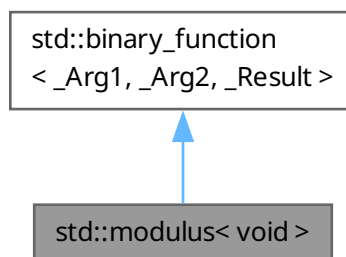 std::binary_function
< _Arg1, _Arg2, _Result >
std::modulus< void >